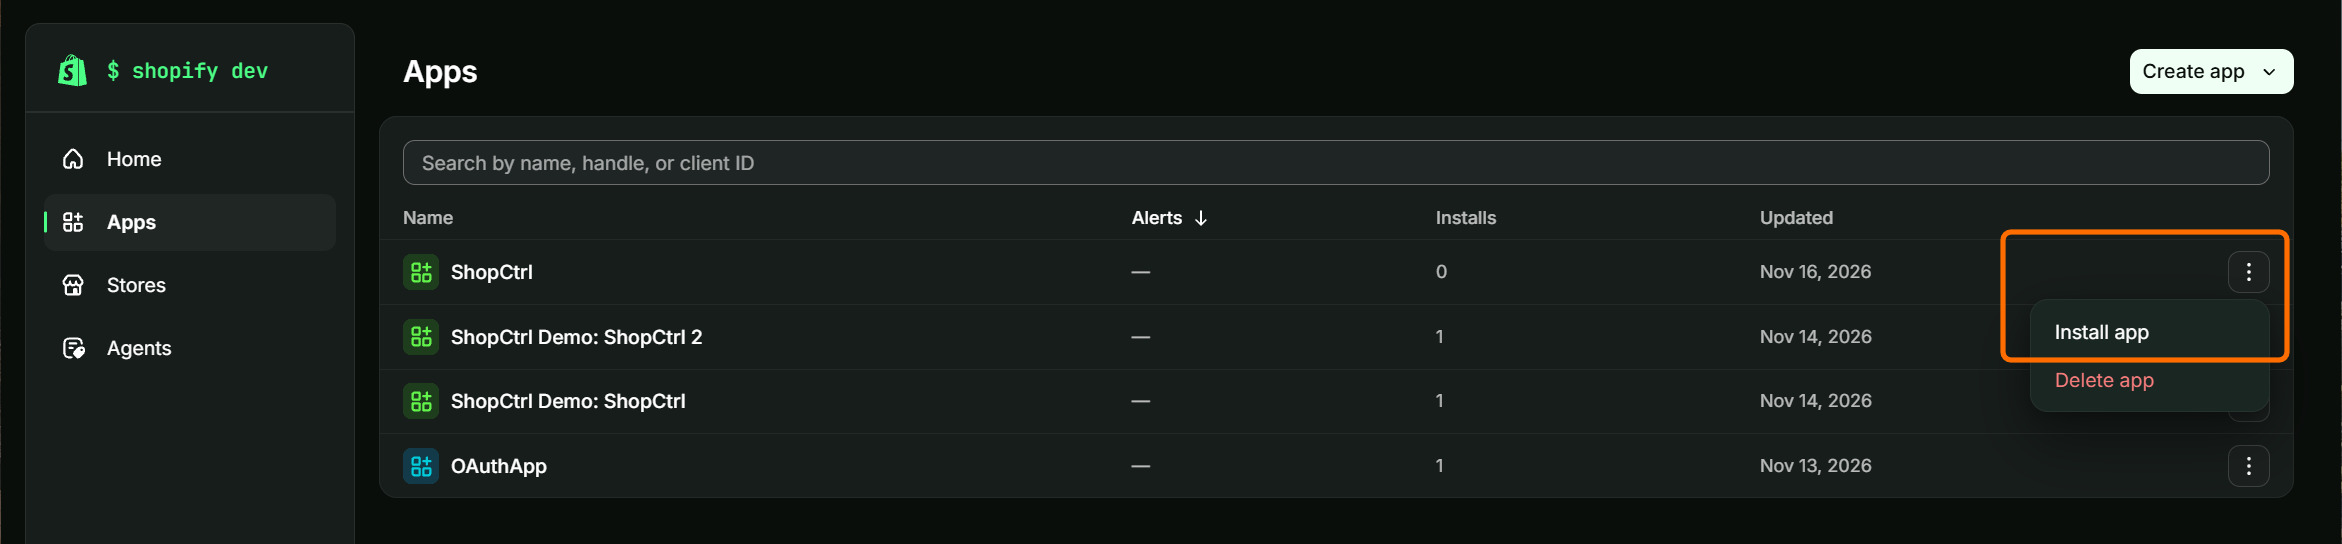 $ shopify dev
Home
Apps
Stores
Agents
Apps
Create app
Search by name, handle, or client ID
Name Alerts Installs Updated
ShopCtrl — 0 Nov 16, 2026
ShopCtrl Demo: ShopCtrl 2 — 1 Nov 14, 2026
ShopCtrl Demo: ShopCtrl — 1 Nov 14, 2026
OAuthApp — 1 Nov 13, 2026
Install app
Delete app